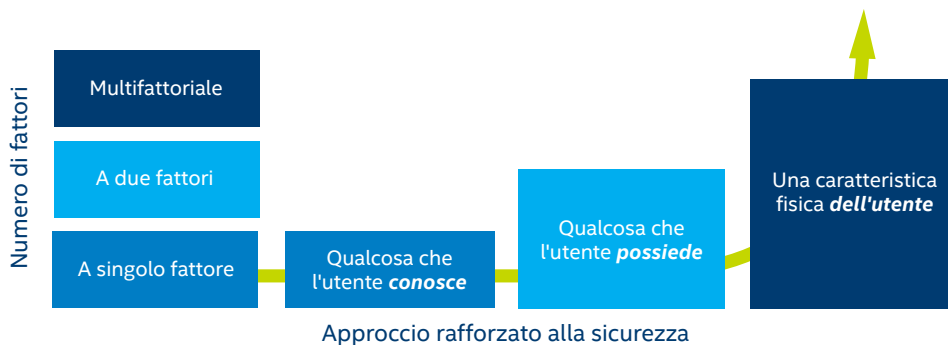 Numero di fattori
Multifattoriale
A due fattori
A singolo fattore
Qualcosa che
l'utente conosce
Qualcosa che
l'utente possiede
Una caratteristica
fisica dell'utente
Approccio rafforzato alla sicurezza